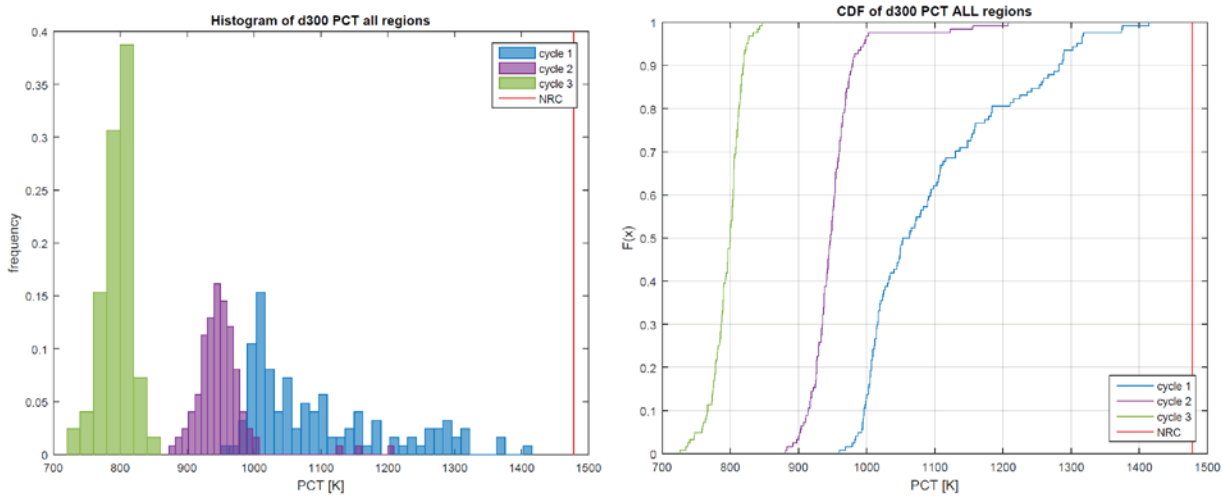 Histogram of d300 PCT all regions
0.4
0.35
0.3
0.25
0.2
0.15
0.1
0.05
0
frequency
cycle 1
cycle 2
cycle 3
NRC
700 800 900 1000 1100 1200 1300 1400 1500
PCT [K]
CDF of d300 PCT ALL regions
1
0.9
0.8
0.7
0.6
0.5
0.4
0.3
0.2
0.1
0
F(x)
cycle 1
cycle 2
cycle 3
NRC
700 800 900 1000 1100 1200 1300 1400 1500
PCT [K]